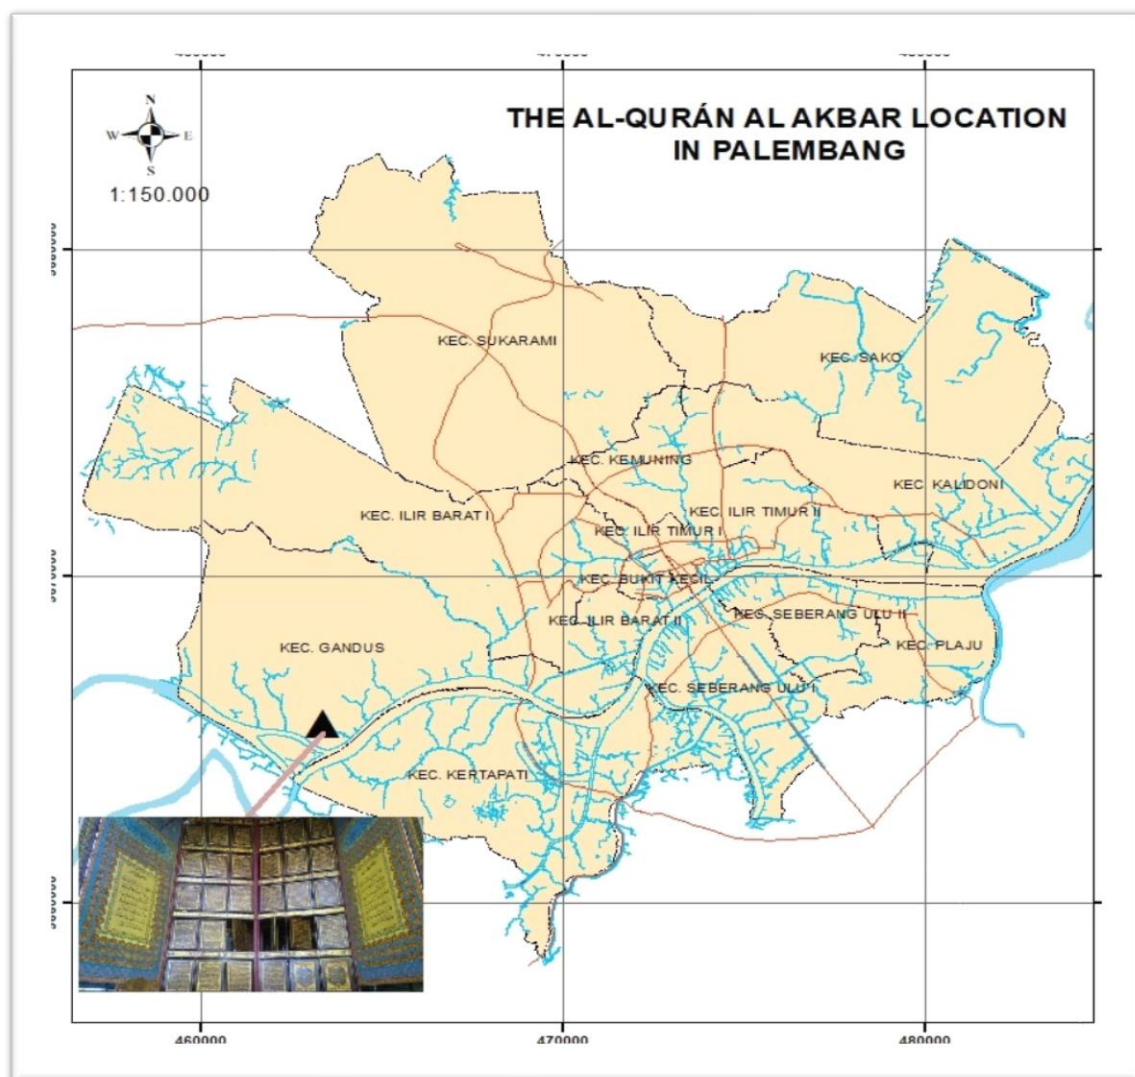 THE AL-QURÁN AL AKBAR LOCATION
IN PALEMBANG
N
W E
S
1:150.000
KEC. SUKARAMI
KEC. SAKO
KEC. KEMUNING
KEC. KALIDONI
KEC. ILIR BARAT I
KEC. ILIR TIMUR II
KEC. ILIR TIMUR I
KEC. BUKIT KECIL
KEC. ILIR BARAT II
KEC. SEBERANG ULU II
KEC. GANDUS
KEC. PLAJU
KEC. SEBERANG ULU I
KEC. KERTAPATI
460000 470000 480000